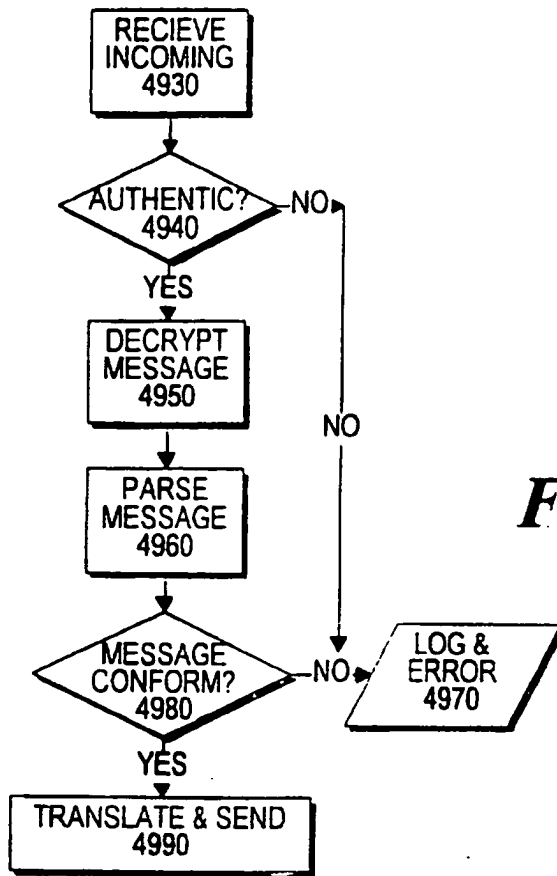 RECIEVE
INCOMING
4930
AUTHENTIC?
4940
NO
YES
DECRYPT
MESSAGE
4950
NO
PARSE
MESSAGE
4960
F
MESSAGE
CONFORM?
4980
NO
LOG &
ERROR
4970
YES
TRANSLATE & SEND
4990